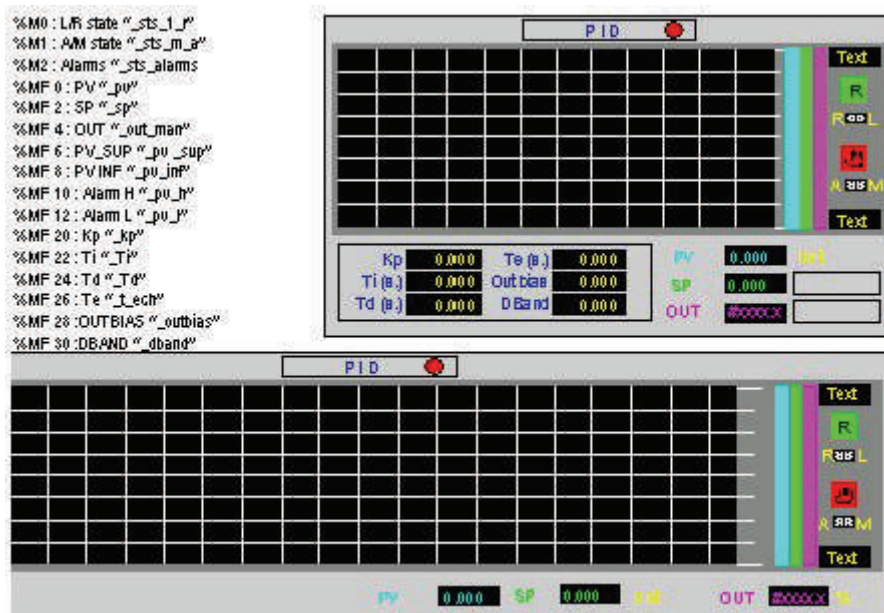 %M0 : L/R state "_sts_1_r"
%M1 : A/M state "_sts_m_a"
%M2 : Alarms "_sts_alarms
%MF 0 : PV "_pv"
%MF 2 : SP "_sp"
%MF 4 : OUT "_out_man"
%MF 6 : PV_SUP "_pv _sup"
%MF 8 : PV INF "_pv_inf"
%MF 10 : Alarm H "_pv_h"
%MF 12 : Alarm L "_pv_l"
%MF 20 : Kp "_kp"
%MF 22 : Ti "_Ti"
%MF 24 : Td "_Td"
%MF 26 : Te "_t_ech"
%MF 28 :OUTBIAS "_outbias"
%MF 30 :DBAND "_dband"
PID
Text
R
R L
A M
Text
Kp 0.000 Te (s.) 0.000 PV 0.000
Ti (s.) 0.000 Outbias 0.000 SP 0.000
Td (s.) 0.000 DBand 0.000 OUT #xxxx.x
PID
Text
R
R L
A M
Text
PV 0.000 SP 0.000 OUT #xxxx.x %